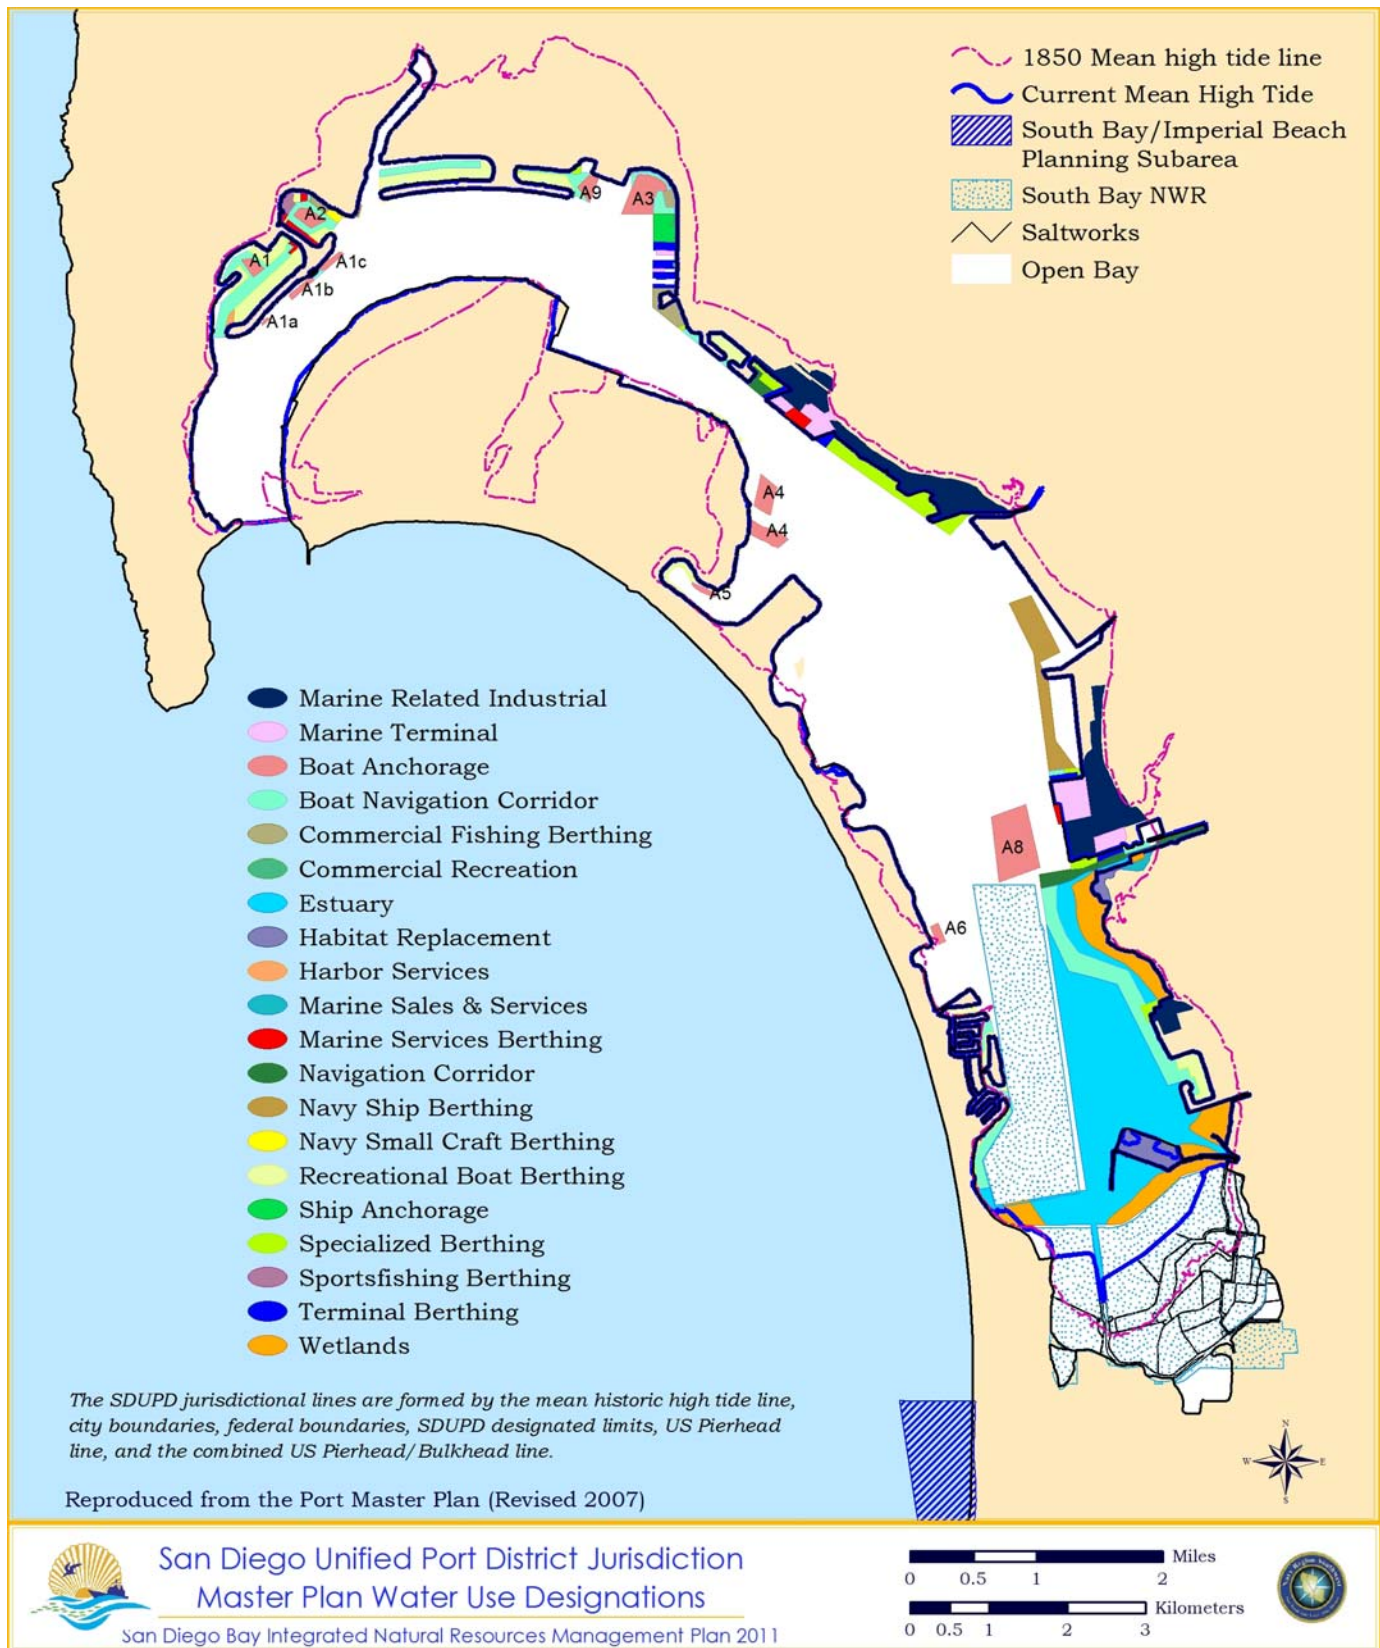 1850 Mean high tide line
Current Mean High Tide
South Bay/Imperial Beach
Planning Subarea
South Bay NWR
Saltworks
Open Bay
A9
A3
A2
A1
A1c
A1b
A1a
A4
A4
A5
A8
A6
Marine Related Industrial
Marine Terminal
Boat Anchorage
Boat Navigation Corridor
Commercial Fishing Berthing
Commercial Recreation
Estuary
Habitat Replacement
Harbor Services
Marine Sales & Services
Marine Services Berthing
Navigation Corridor
Navy Ship Berthing
Navy Small Craft Berthing
Recreational Boat Berthing
Ship Anchorage
Specialized Berthing
Sportsfishing Berthing
Terminal Berthing
Wetlands
The SDUPD jurisdictional lines are formed by the mean historic high tide line,
city boundaries, federal boundaries, SDUPD designated limits, US Pierhead
line, and the combined US Pierhead/Bulkhead line.
Reproduced from the Port Master Plan (Revised 2007)
N
W E
S
San Diego Unified Port District Jurisdiction
Master Plan Water Use Designations
San Diego Bay Integrated Natural Resources Management Plan 2011
Miles
0 0.5 1 2
Kilometers
0 0.5 1 2 3